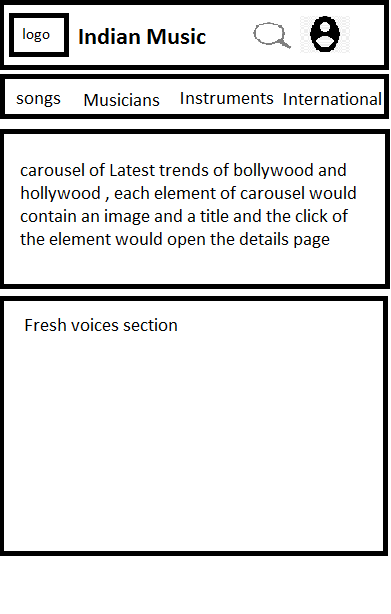 logo
Indian Music
songs
Musicians
Instruments
International
carousel of Latest trends of bollywood and
hollywood , each element of carousel would
contain an image and a title and the click of
the element would open the details page
Fresh voices section